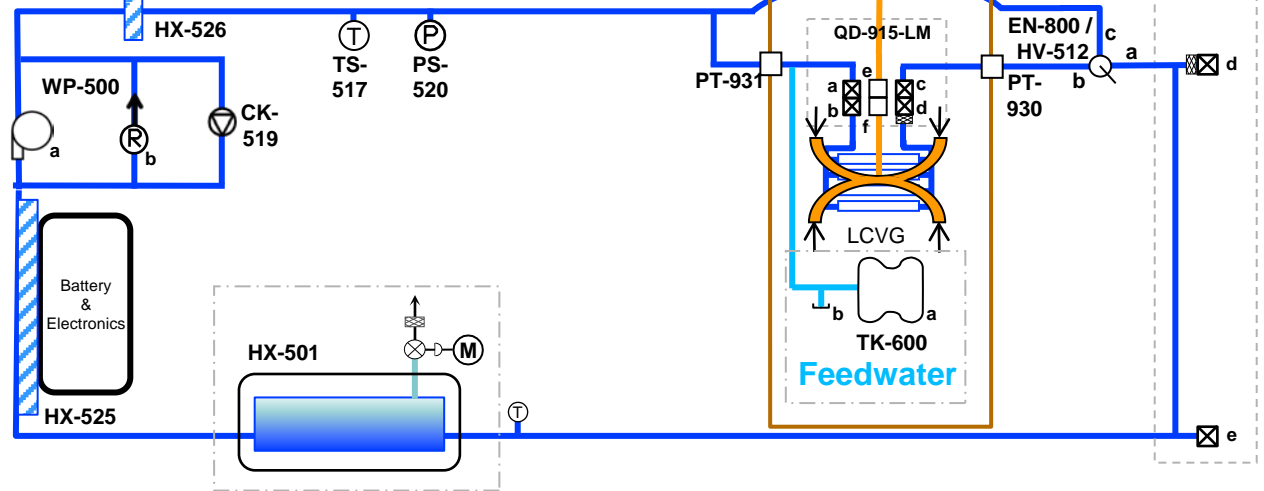 HX-526
T
TS-
517
P
PS-
520
WP-500
a
R
b
CK-
519
Battery
&
Electronics
HX-525
HX-501
M
T
QD-915-LM
PT-931
a
b
e
f
c
d
PT-
930
EN-800 /
HV-512
c
a
b
d
LCVG
b
a
TK-600
Feedwater
e